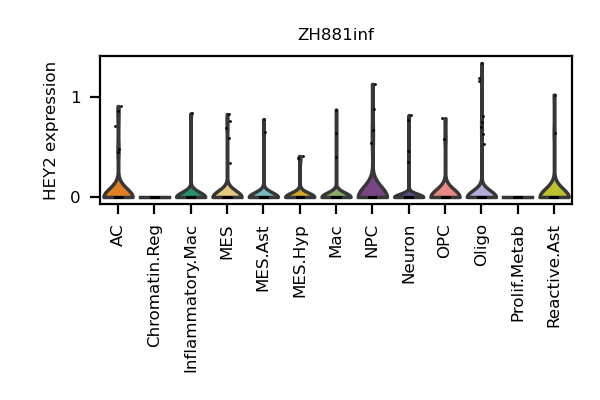 ZH881inf
HEY2 expression
1
0
AC
Chromatin.Reg
Inflammatory.Mac
MES
MES.Ast
MES.Hyp
Mac
NPC
Neuron
OPC
Oligo
Prolif.Metab
Reactive.Ast